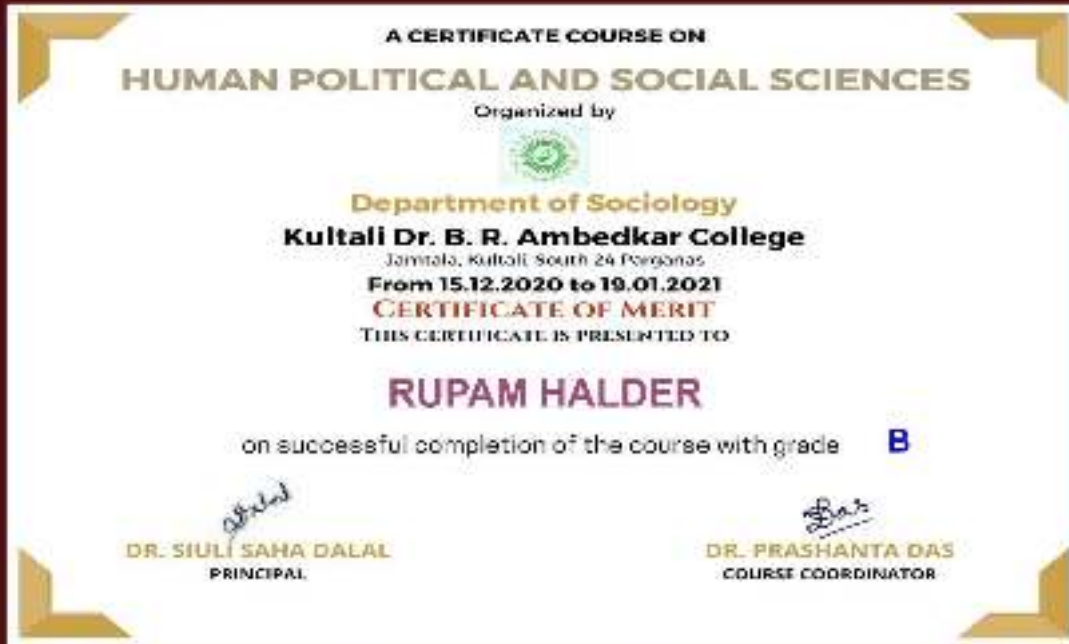 A CERTIFICATE COURSE ON
HUMAN POLITICAL AND SOCIAL SCIENCES
Organized by
Department of Sociology
Kultali Dr. B. R. Ambedkar College
Jamtala, Kultali, South 24 Parganas
From 15.12.2020 to 19.01.2021
CERTIFICATE OF MERIT
THIS CERTIFICATE IS PRESENTED TO
RUPAM HALDER
on successful completion of the course with grade B
Das
DR. SIULI SAHA DALAL
DR. PRASHANTA DAS
PRINCIPAL
COURSE COORDINATOR